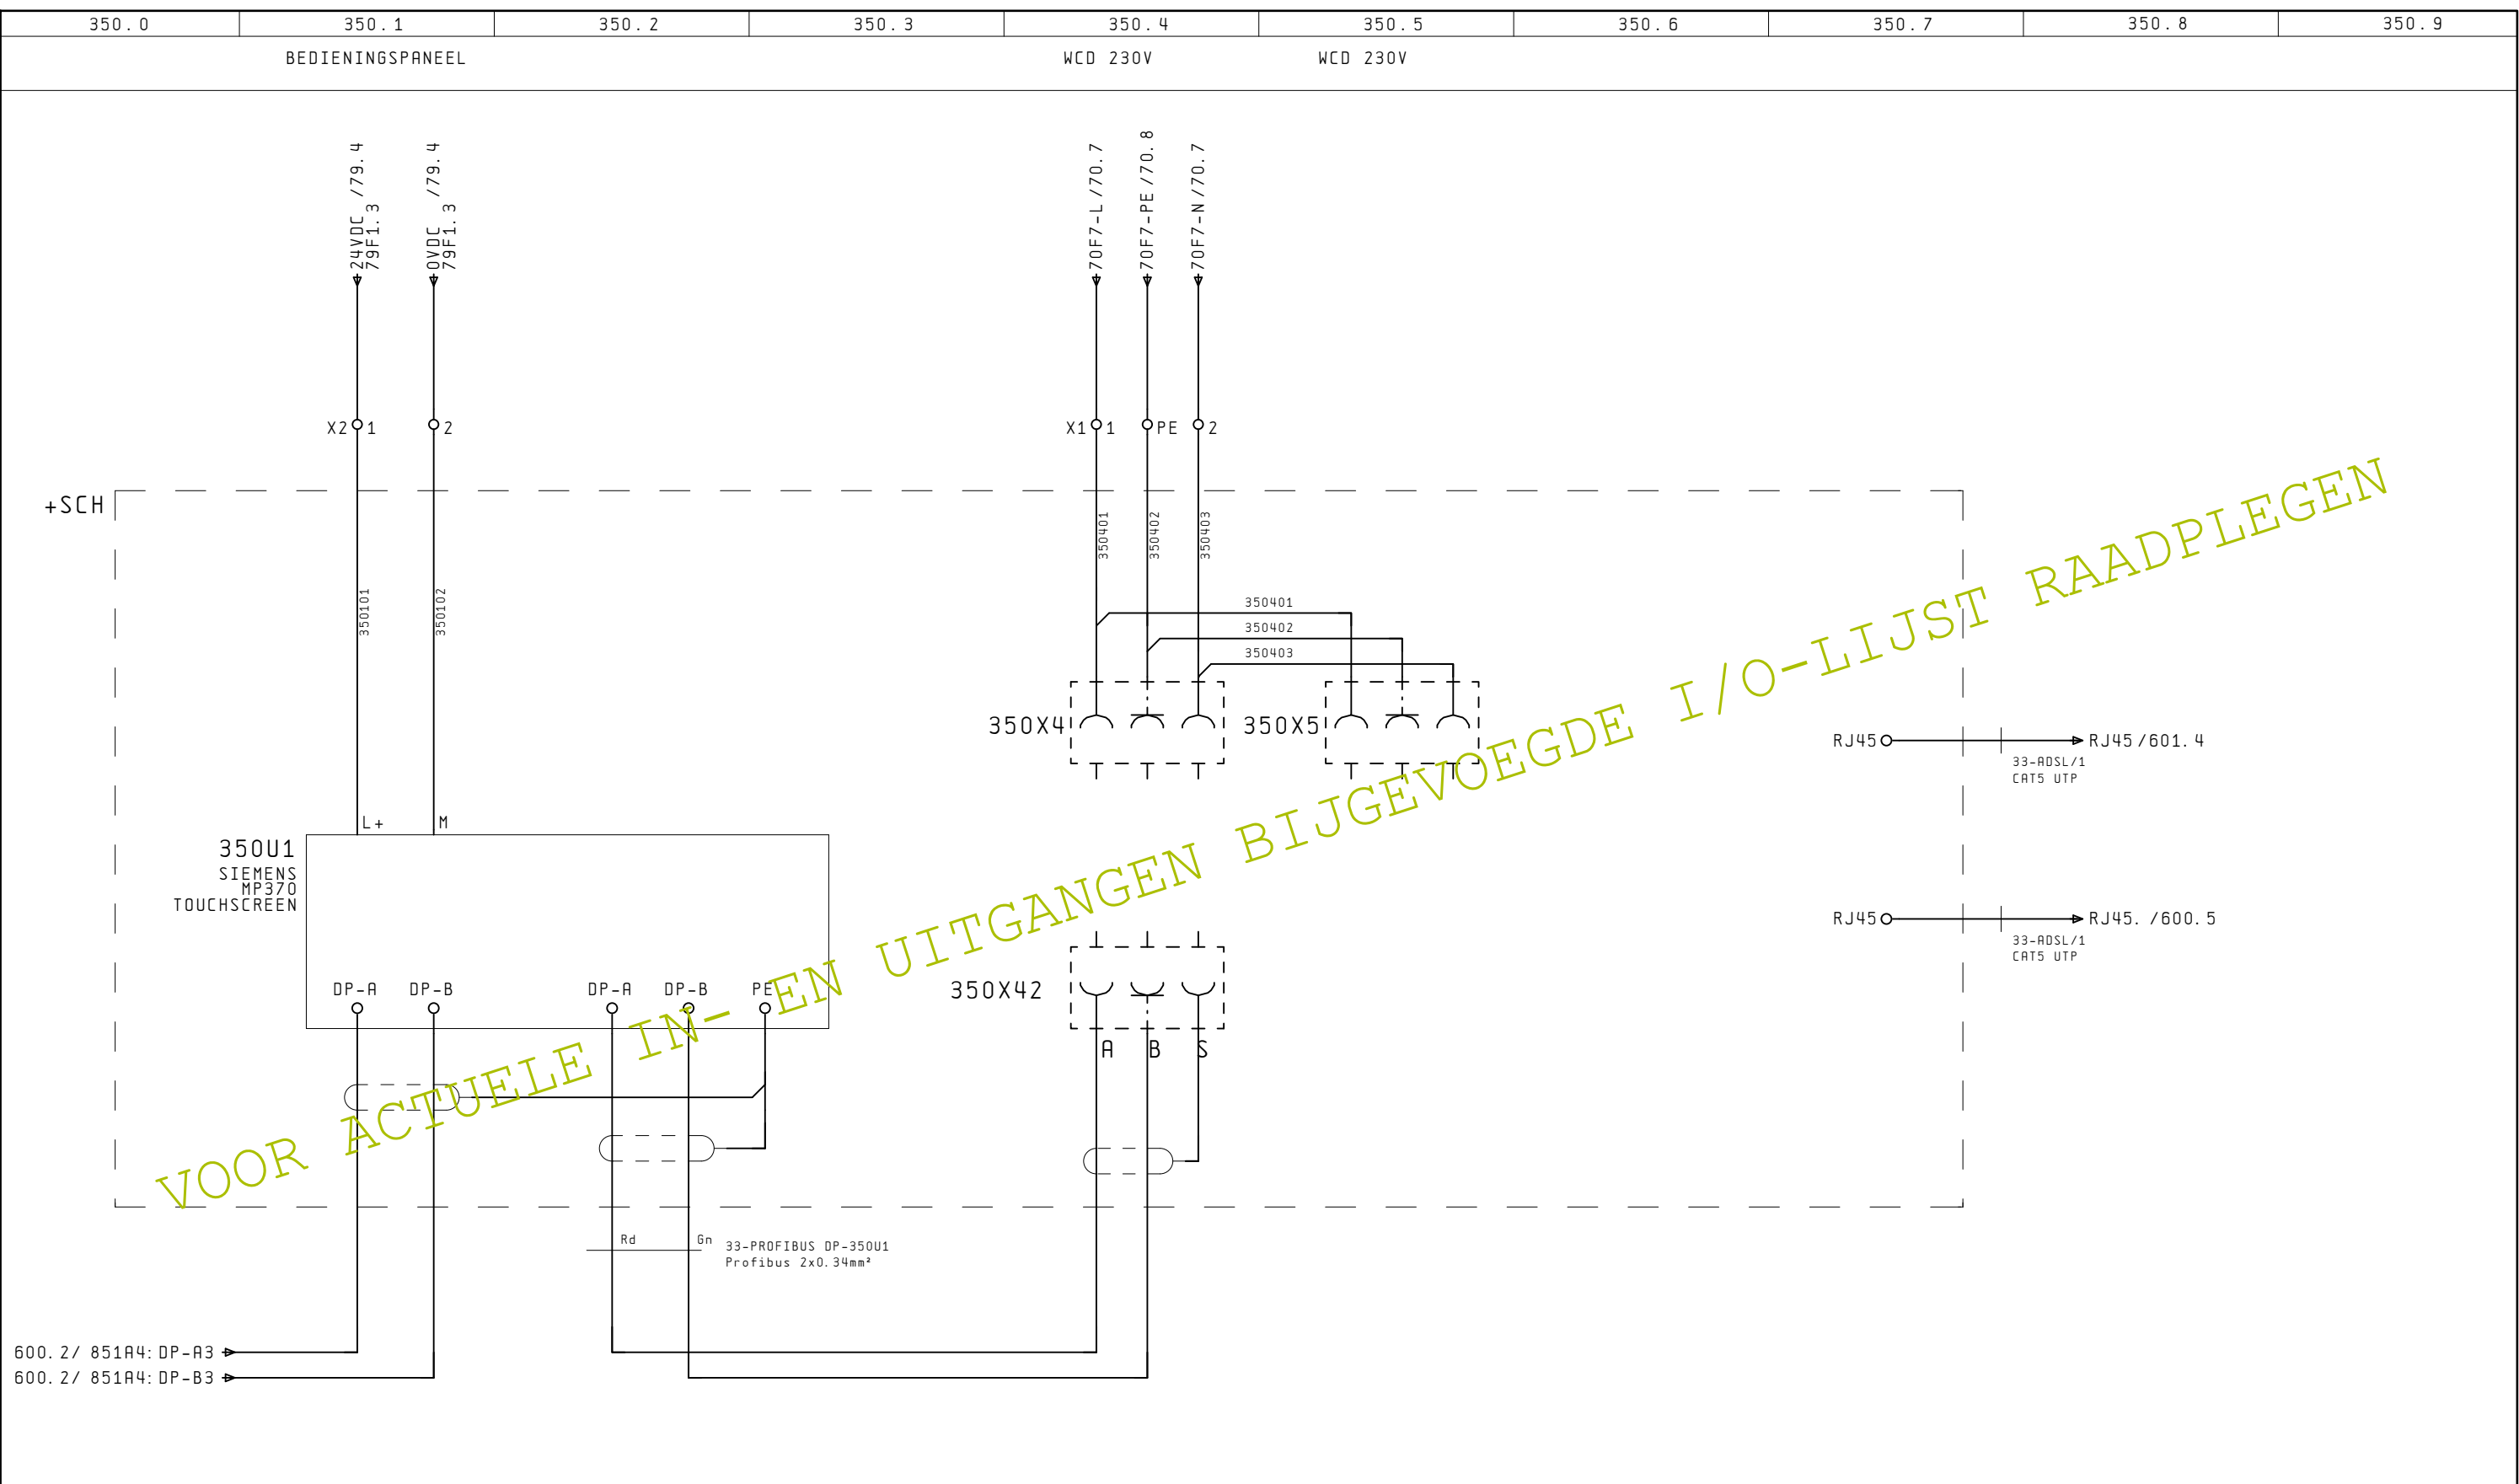 350.0 350.1 350.2 350.3 350.4 350.5 350.6 350.7 350.8 350.9
BEDIENINGSPANEEL WCD 230V WCD 230V
24VDC /79.4
79F1.3
0VDC /79.4
79F1.3
70F7-L /70.7
70F7-PE /70.8
70F7-N /70.7
X2 1 2 X1 1 PE 2
+SCH
350101
350102
350401
350402
350403
350401
350402
350403
350X4 350X5
RJ45 RJ45 /601.4
33-ADSL/1
CAT5 UTP
L+ M
350U1
SIEMENS
MP370
TOUCHSCREEN
RJ45 RJ45. /600.5
33-ADSL/1
CAT5 UTP
DP-A DP-B DP-A DP-B PE
350X42
A B S
VOOR ACTUELE IN- EN UITGANGEN BIJGEVOEGDE I/O-LIJST RAADPLEGEN
Rd Gn
33-PROFIBUS DP-350U1
Profibus 2x0.34mm²
600.2/ 851A4:DP-A3
600.2/ 851A4:DP-B3